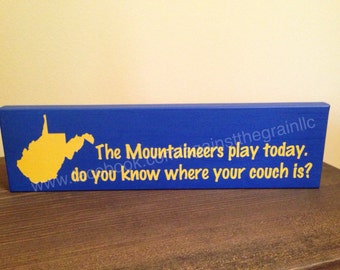 The Mountaineers play today.
do you know where your couch is?